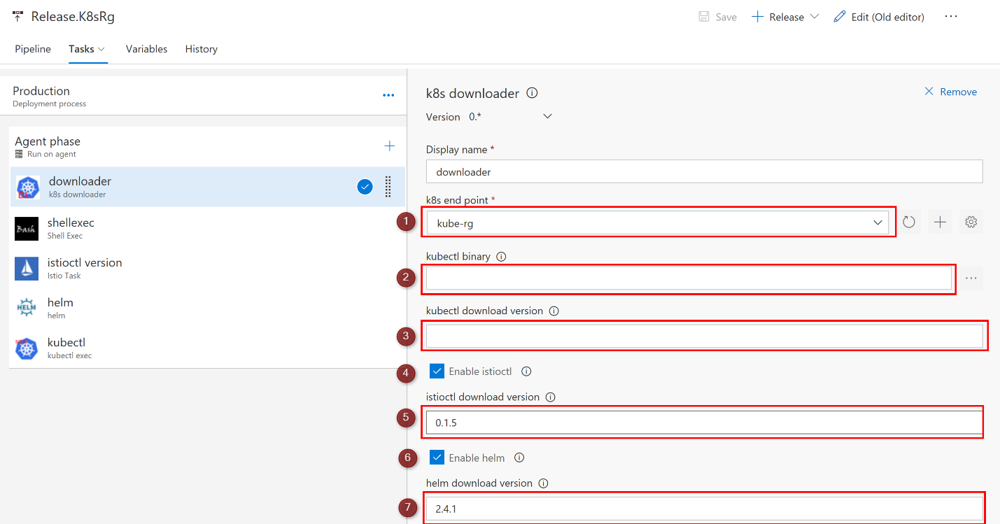 Release.K8sRg
Save
Release
Edit (Old editor)
Pipeline
Tasks
Variables
History
Production
Deployment process
Agent phase
Run on agent
downloader
k8s downloader
Bash
shellexec
Shell Exec
istioctl version
Istio Task
HELM
helm
helm
kubectl
kubectl exec
k8s downloader
Remove
Version 0.*
Display name *
downloader
k8s end point *
1
kube-rg
kubectl binary
2
kubectl download version
3
4
Enable istioctl
istioctl download version
5
0.1.5
6
Enable helm
helm download version
7
2.4.1